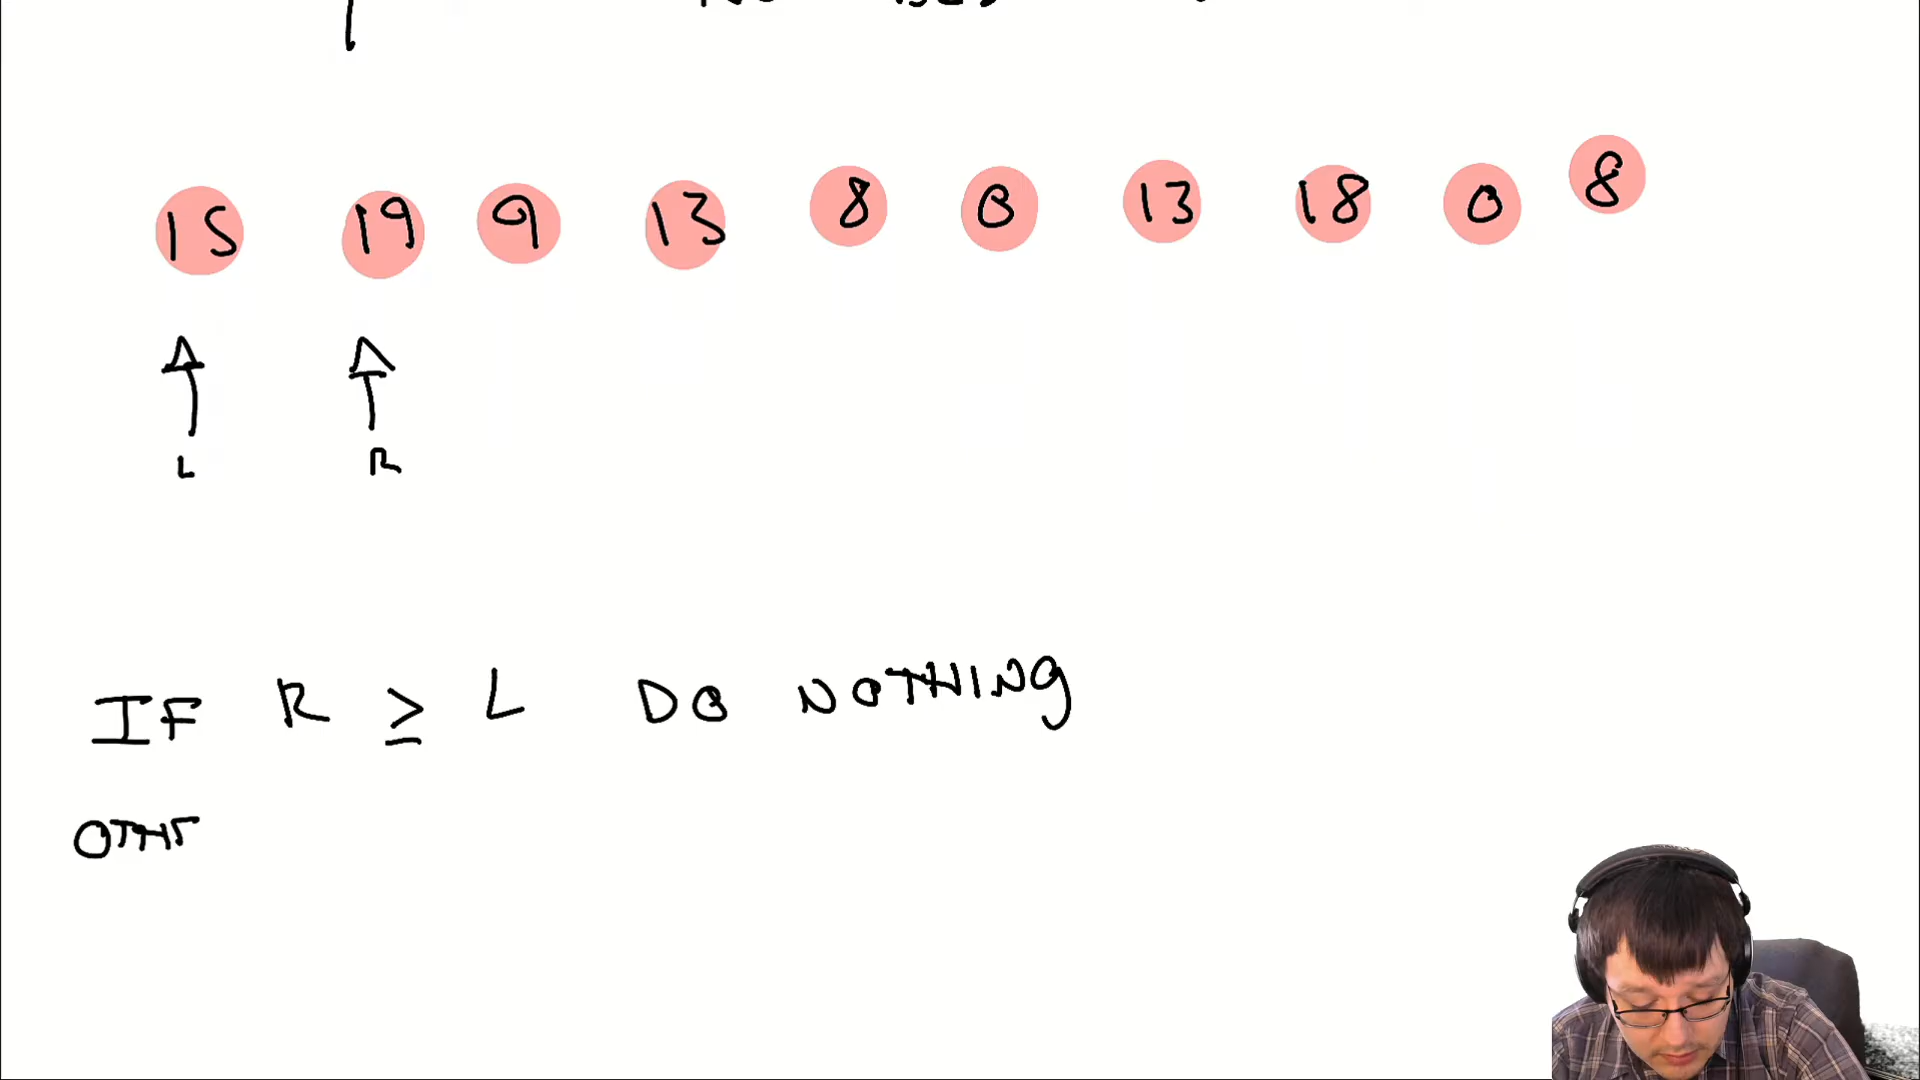 15 19 9 13 8 0 13 18 0 8
L R
IF R ≥ L DO NOTHING
OTHE